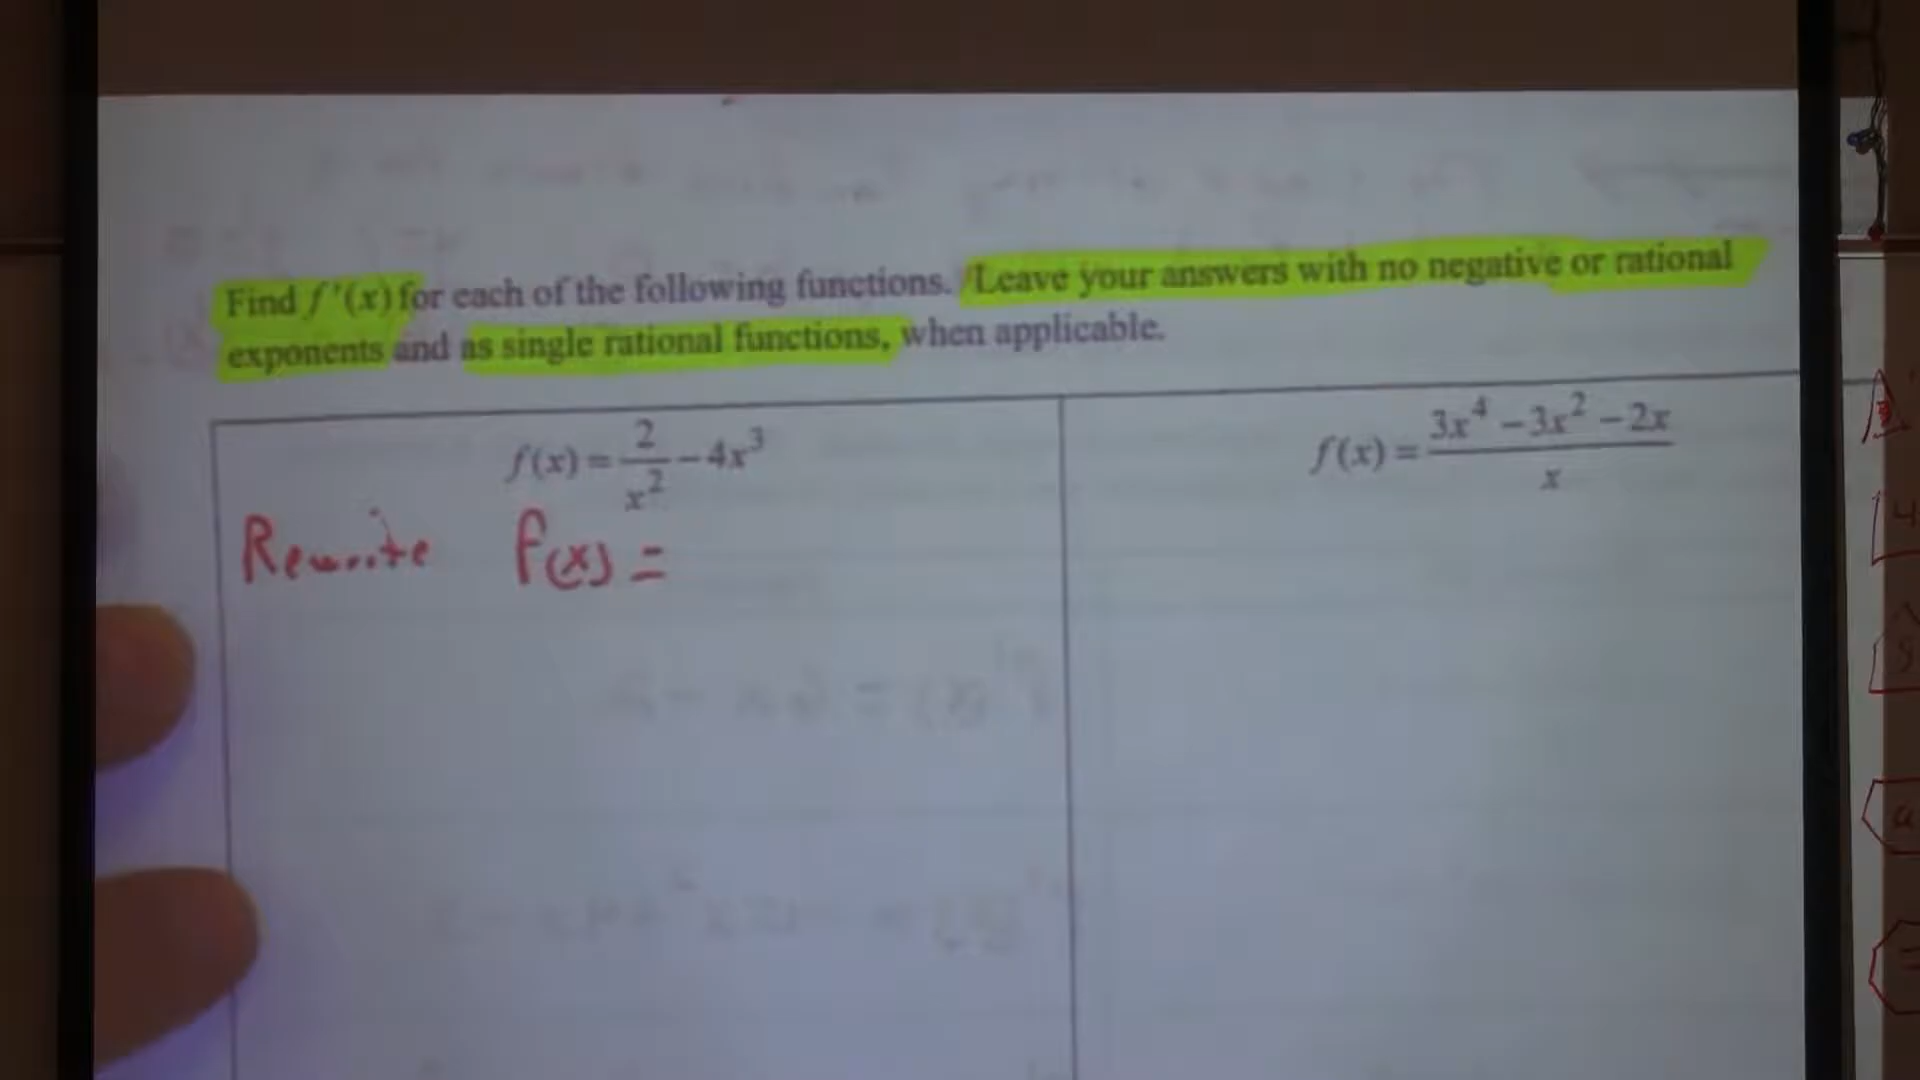 Find f '(x) for each of the following functions. Leave your answers with no negative or rational
exponents and as single rational functions, when applicable.
f(x) = 2/x² − 4x³
f(x) = (3x⁴ − 3x² − 2x)/x
Rewrite f(x) =